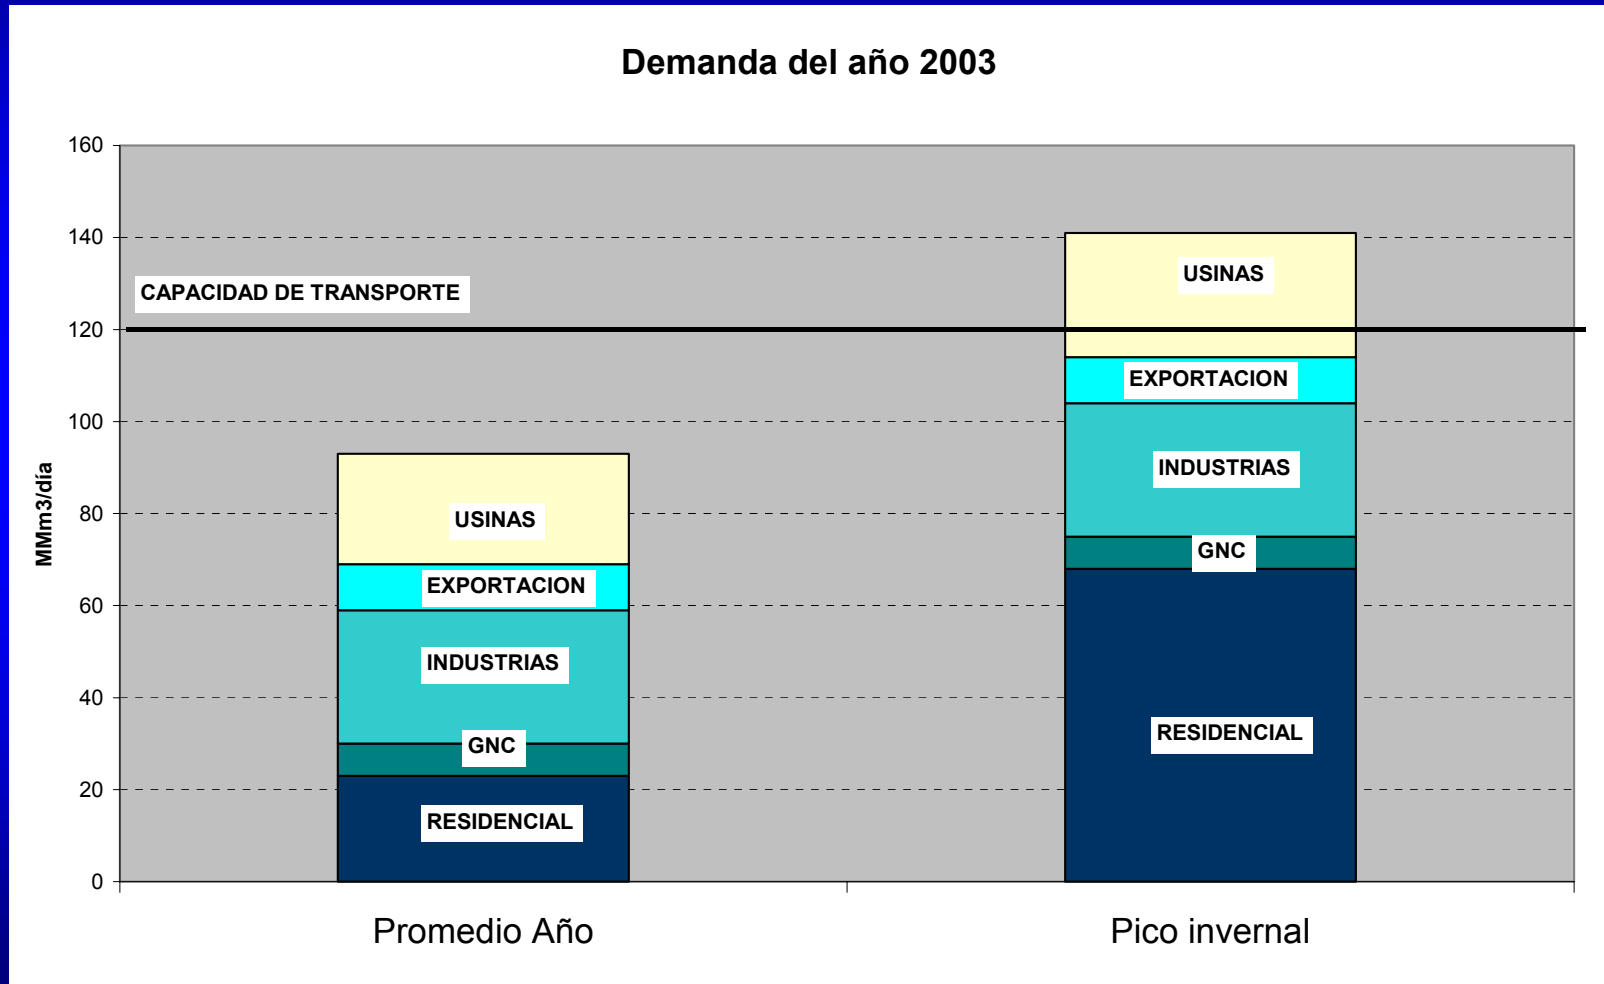 Demanda del año 2003
160
140
120
100
80
60
40
20
0
MMm3/día
CAPACIDAD DE TRANSPORTE
USINAS
EXPORTACION
INDUSTRIAS
GNC
RESIDENCIAL
USINAS
EXPORTACION
INDUSTRIAS
GNC
RESIDENCIAL
Promedio Año
Pico invernal